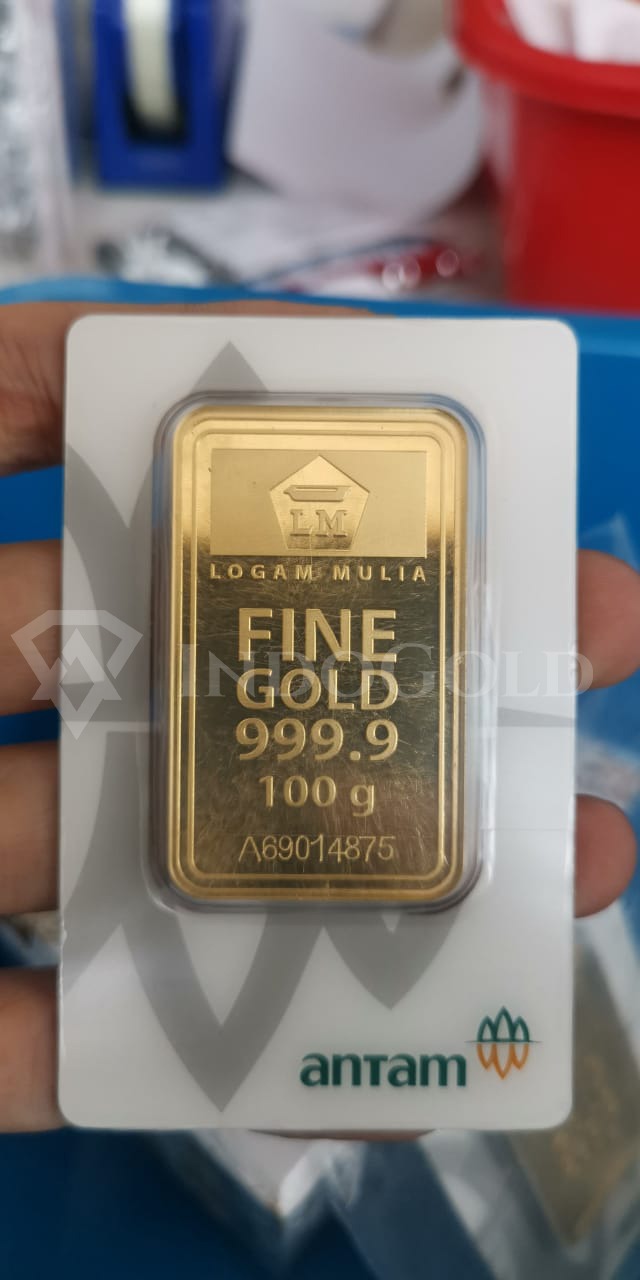 LM
LOGAM MULIA
FINE
GOLD
INDOGOLD
999.9
100 g
A69014875
antam